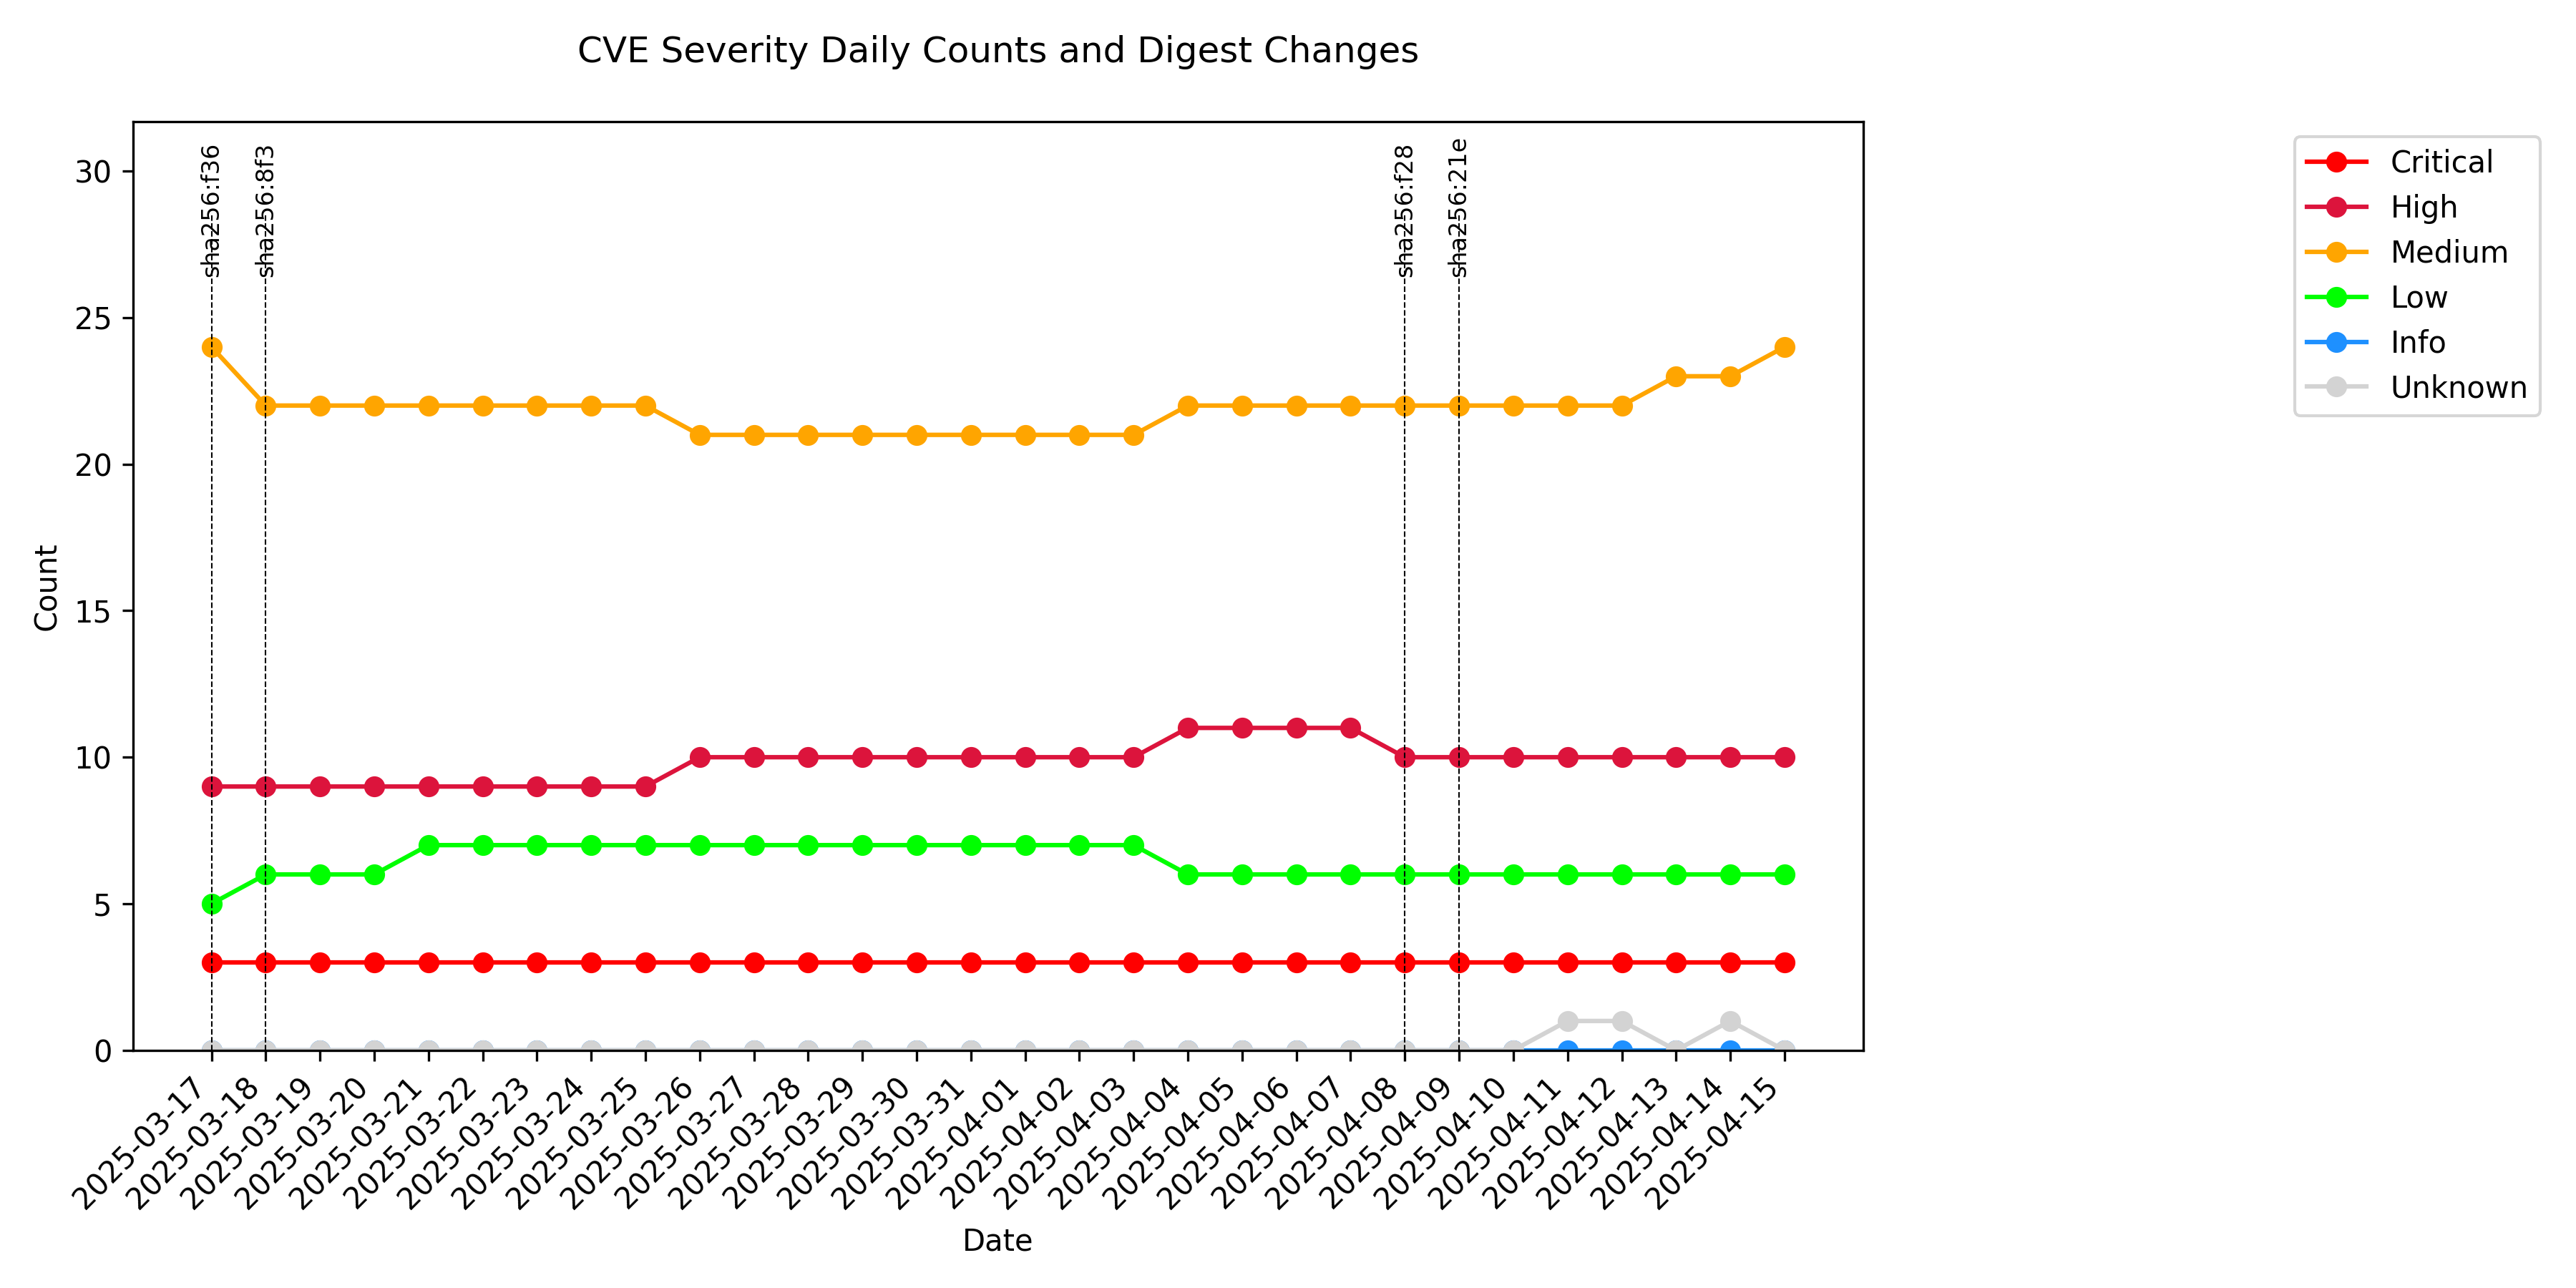 CVE Severity Daily Counts and Digest Changes
sha256:f36
sha256:8f3
sha256:f28
sha256:21e
Critical
High
Medium
Low
Info
Unknown
30
25
20
15
10
5
0
Count
2025-03-17
2025-03-18
2025-03-19
2025-03-20
2025-03-21
2025-03-22
2025-03-23
2025-03-24
2025-03-25
2025-03-26
2025-03-27
2025-03-28
2025-03-29
2025-03-30
2025-03-31
2025-04-01
2025-04-02
2025-04-03
2025-04-04
2025-04-05
2025-04-06
2025-04-07
2025-04-08
2025-04-09
2025-04-10
2025-04-11
2025-04-12
2025-04-13
2025-04-14
2025-04-15
Date